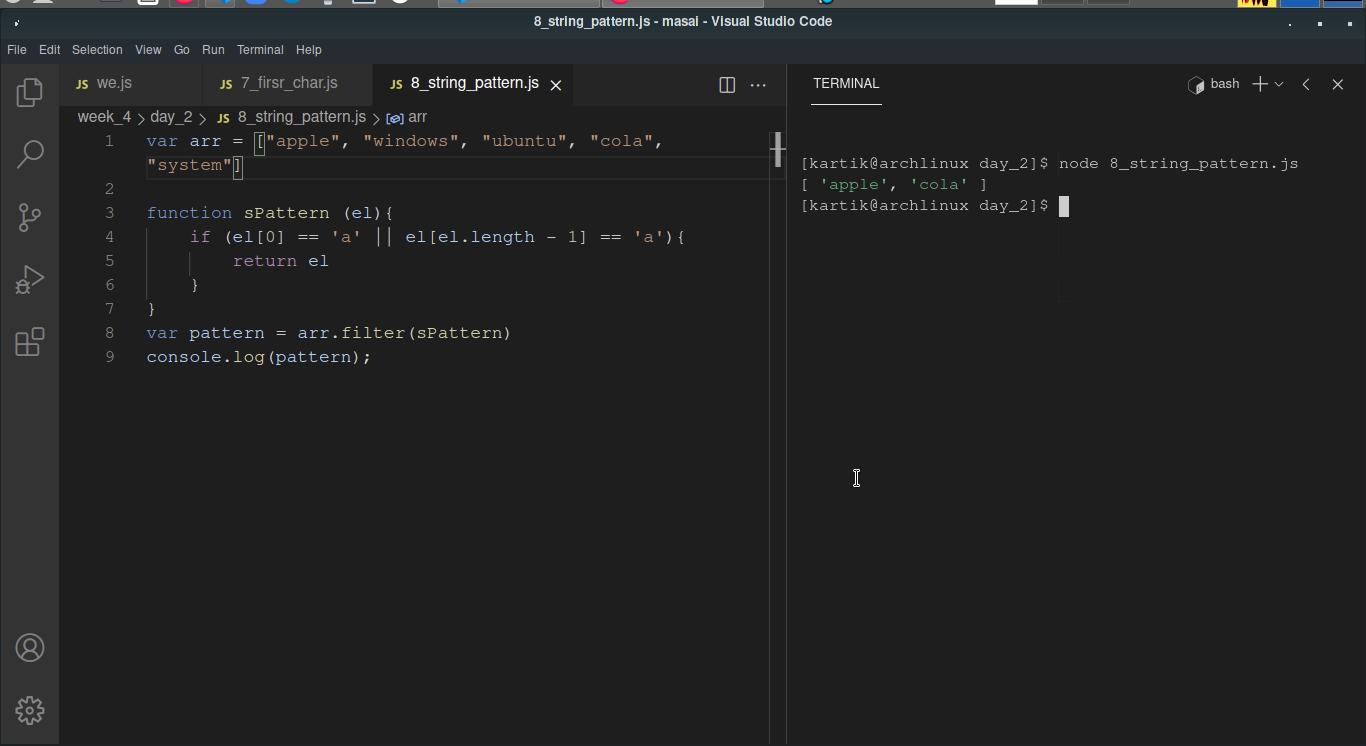 8_string_pattern.js - masai - Visual Studio Code
File Edit Selection View Go Run Terminal Help
JS we.js JS 7_firsr_char.js JS 8_string_pattern.js
week_4 > day_2 > JS 8_string_pattern.js > arr
1 var arr = ["apple", "windows", "ubuntu", "cola",
"system"]
2
3 function sPattern (el){
4     if (el[0] == 'a' || el[el.length - 1] == 'a'){
5         return el
6     }
7 }
8 var pattern = arr.filter(sPattern)
9 console.log(pattern);
TERMINAL
bash
[kartik@archlinux day_2]$ node 8_string_pattern.js
[ 'apple', 'cola' ]
[kartik@archlinux day_2]$